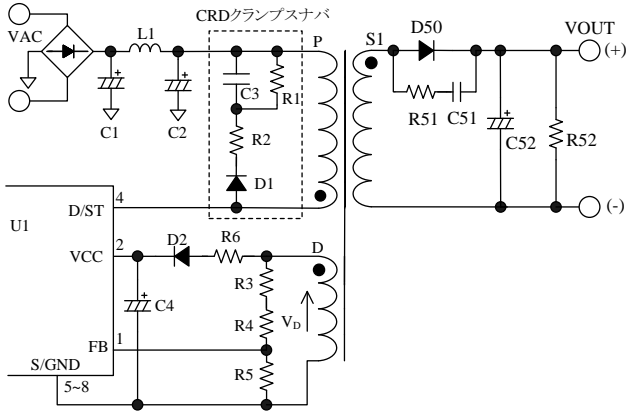 CRDクランプスナバ
VAC
L1
P
S1
D50
VOUT
(+)
C3
R1
R51
C51
C1
C2
R2
C52
R52
D1
D/ST
4
(-)
U1
VCC
2
D2
R6
D
C4
R3
R4
VD
FB
1
R5
S/GND
5~8